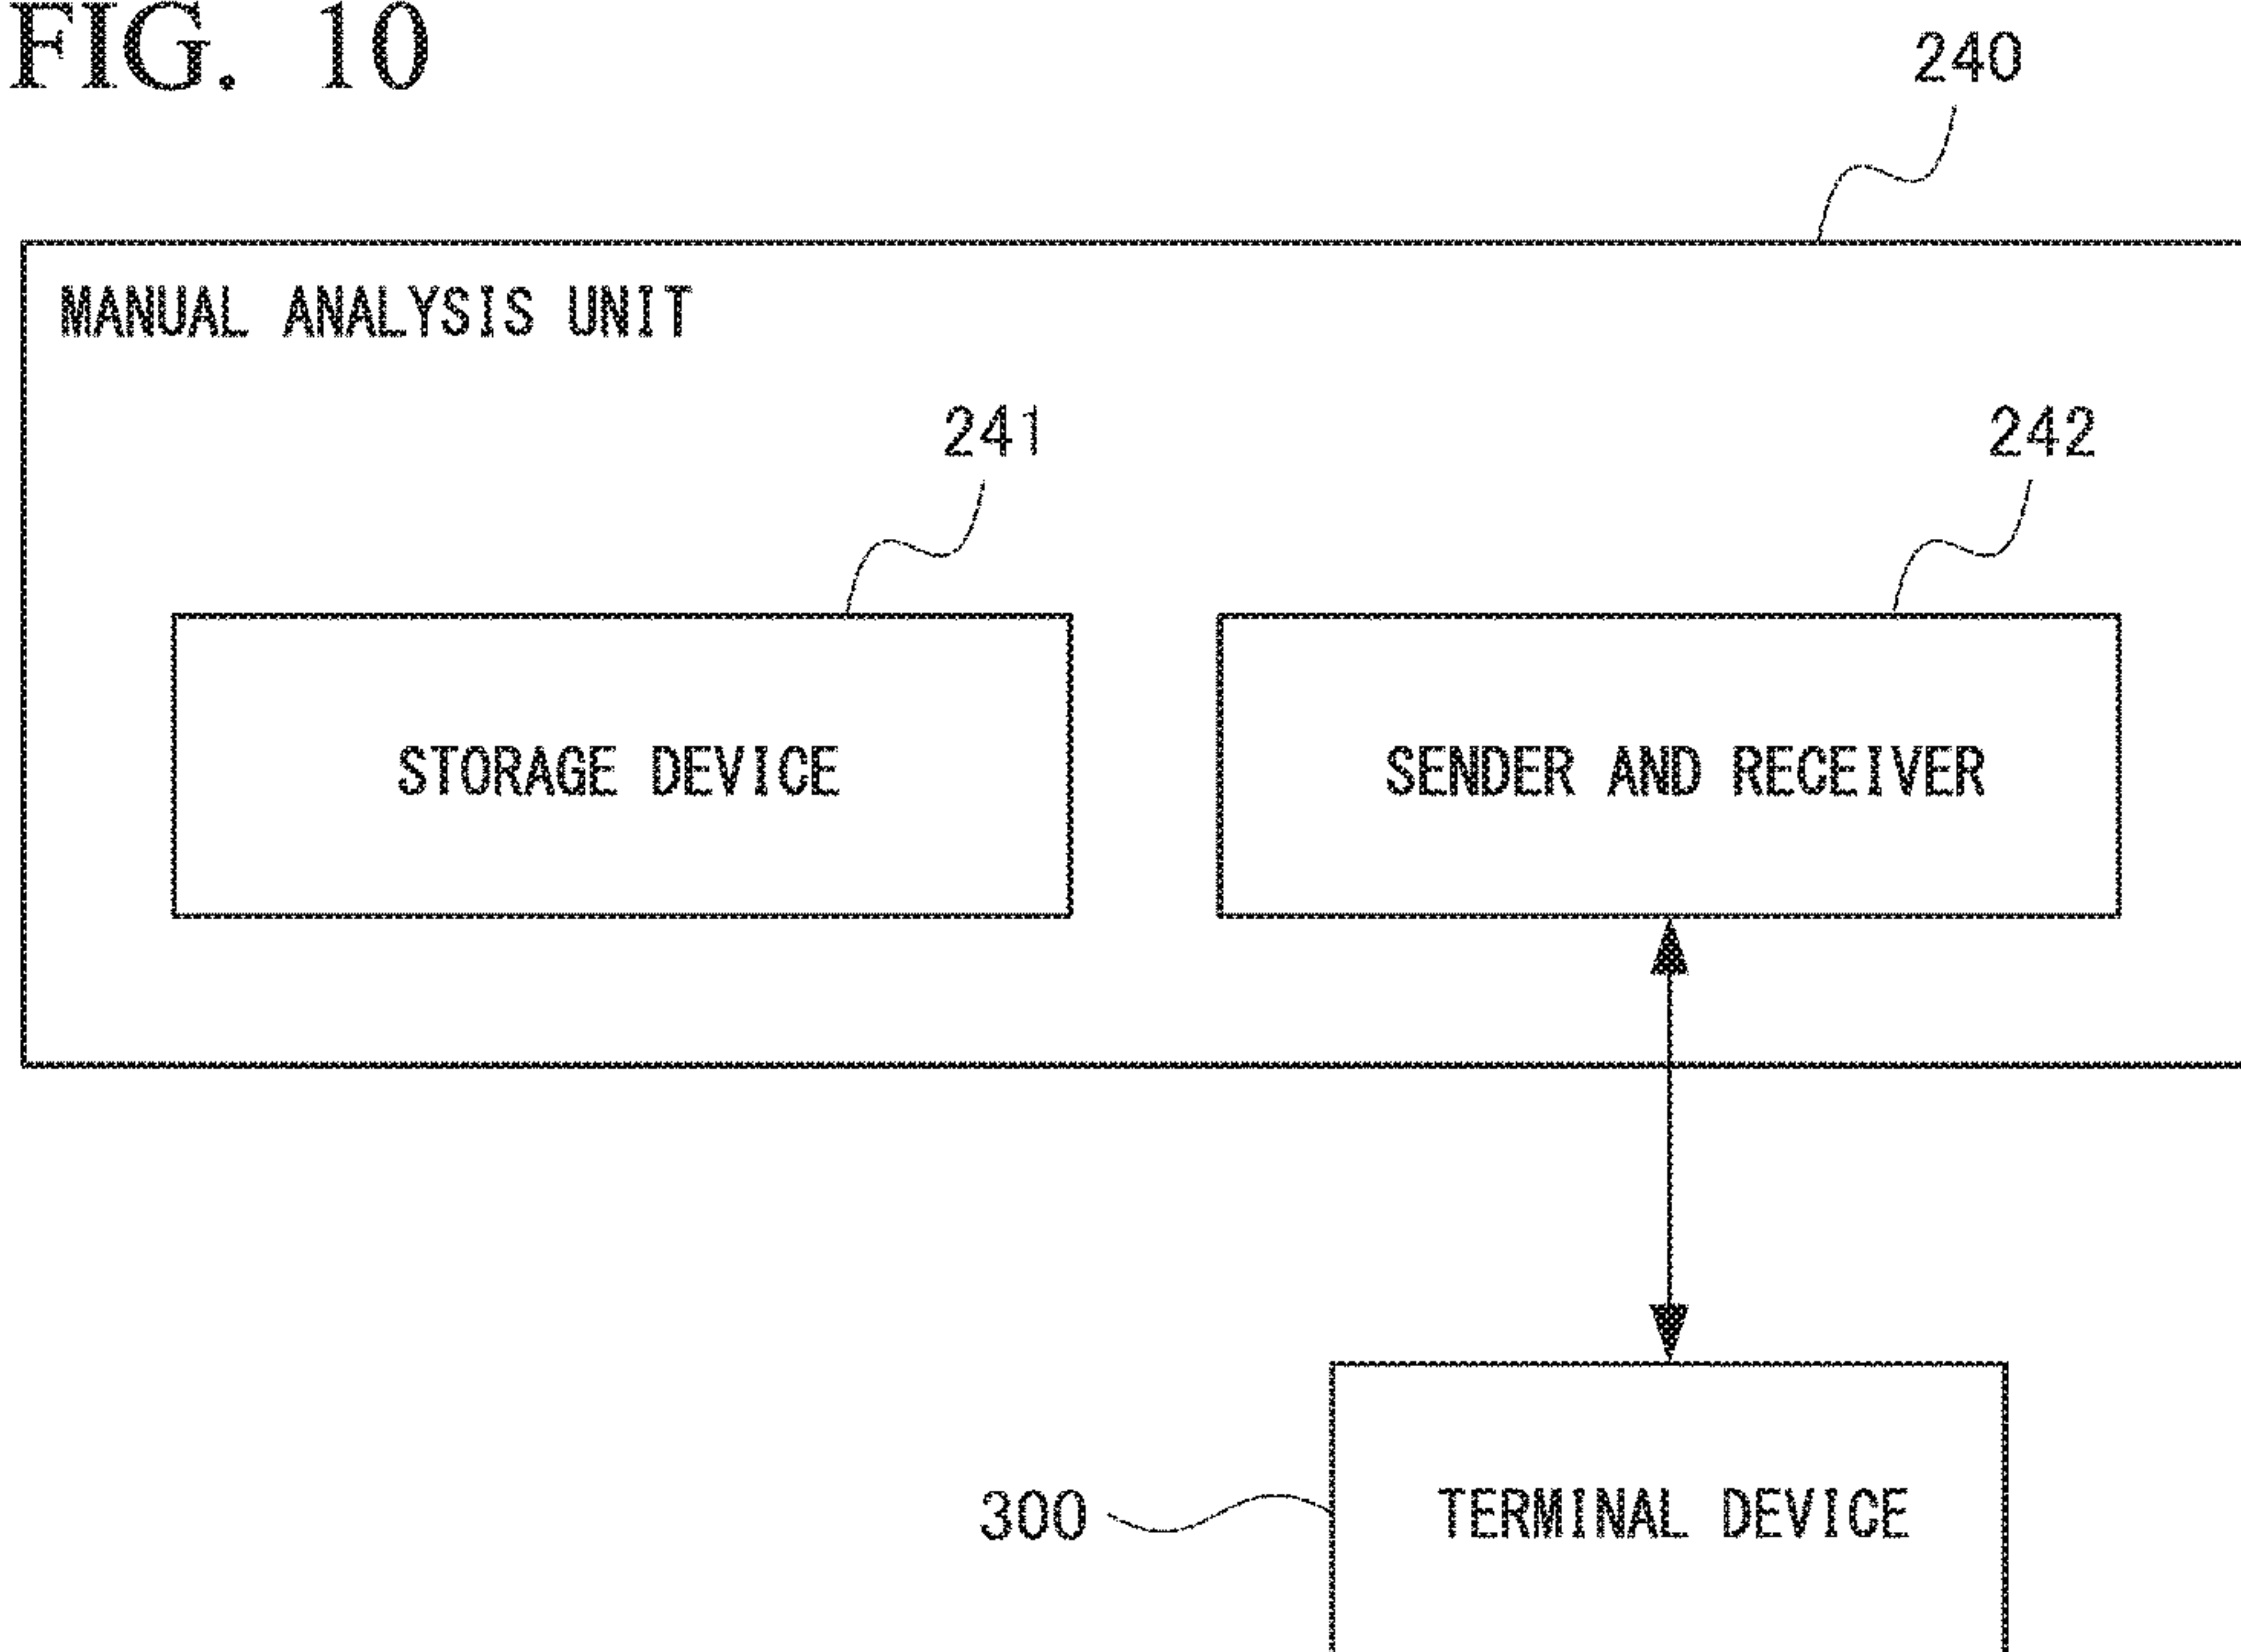 FIG. 10
240
MANUAL ANALYSIS UNIT
241
242
STORAGE DEVICE
SENDER AND RECEIVER
300
TERMINAL DEVICE